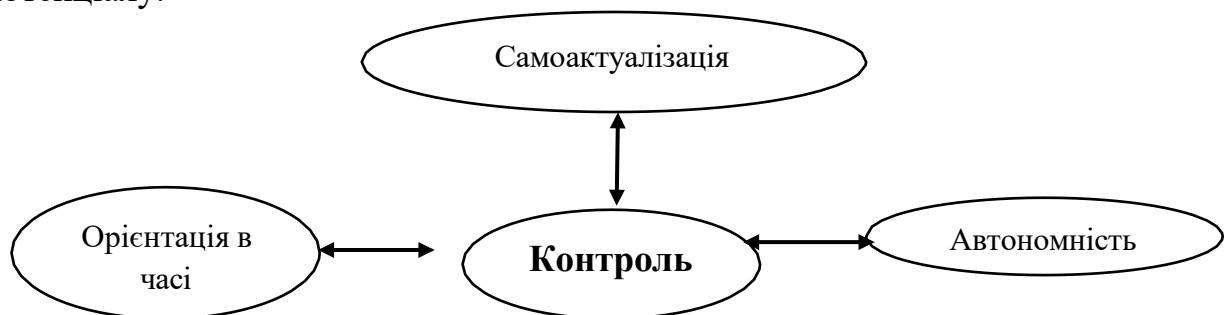 Самоактуалізація
Орієнтація в
часі
Контроль
Автономність